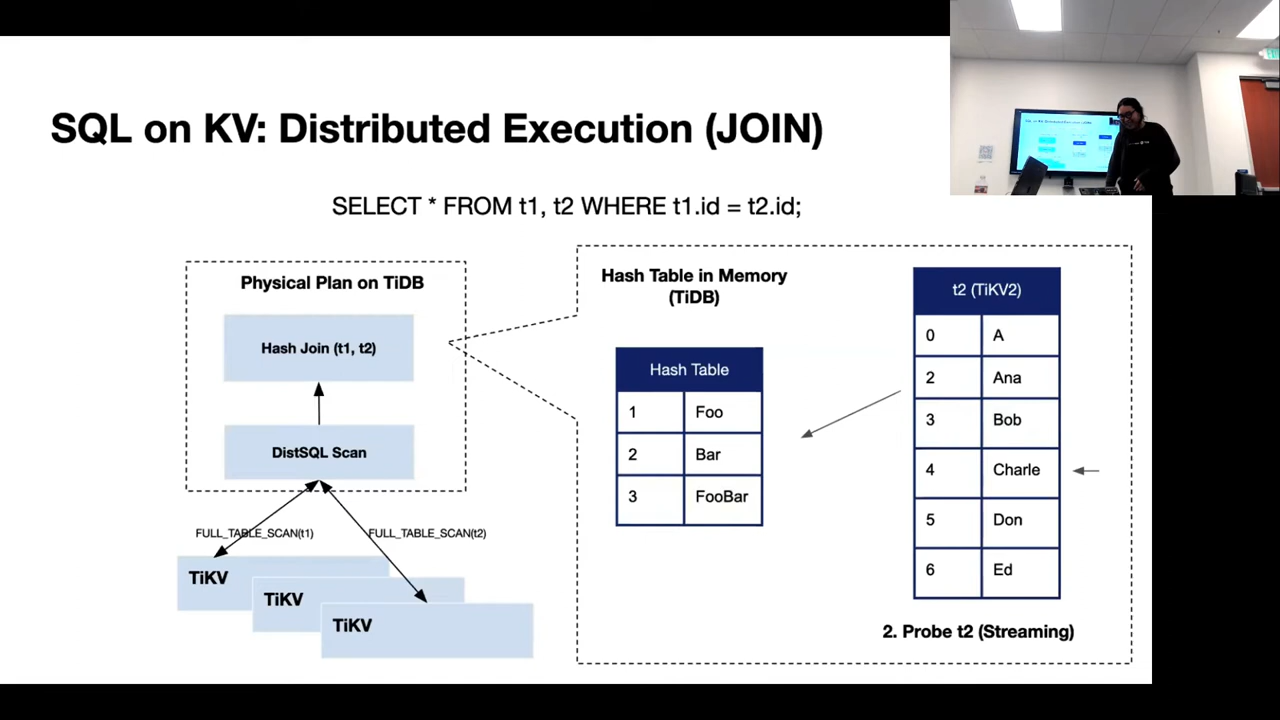 SQL on KV: Distributed Execution (JOIN)
SELECT * FROM t1, t2 WHERE t1.id = t2.id;
Physical Plan on TiDB
Hash Join (t1, t2)
DistSQL Scan
FULL_TABLE_SCAN(t1)
FULL_TABLE_SCAN(t2)
TiKV
TiKV
TiKV
Hash Table in Memory
(TiDB)
Hash Table
1 Foo
2 Bar
3 FooBar
t2 (TiKV2)
0 A
2 Ana
3 Bob
4 Charle
5 Don
6 Ed
2. Probe t2 (Streaming)